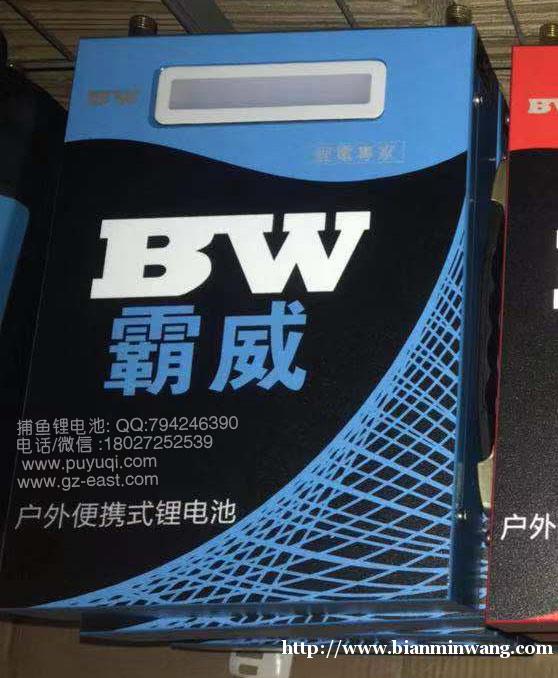 BW
锂電專家
BW
霸威
捕鱼锂电池: QQ:794246390
电话/微信 :18027252539
www.puyuqi.com
www.gz-east.com
户外便携式锂电池
户外
http://www.bianminwang.com